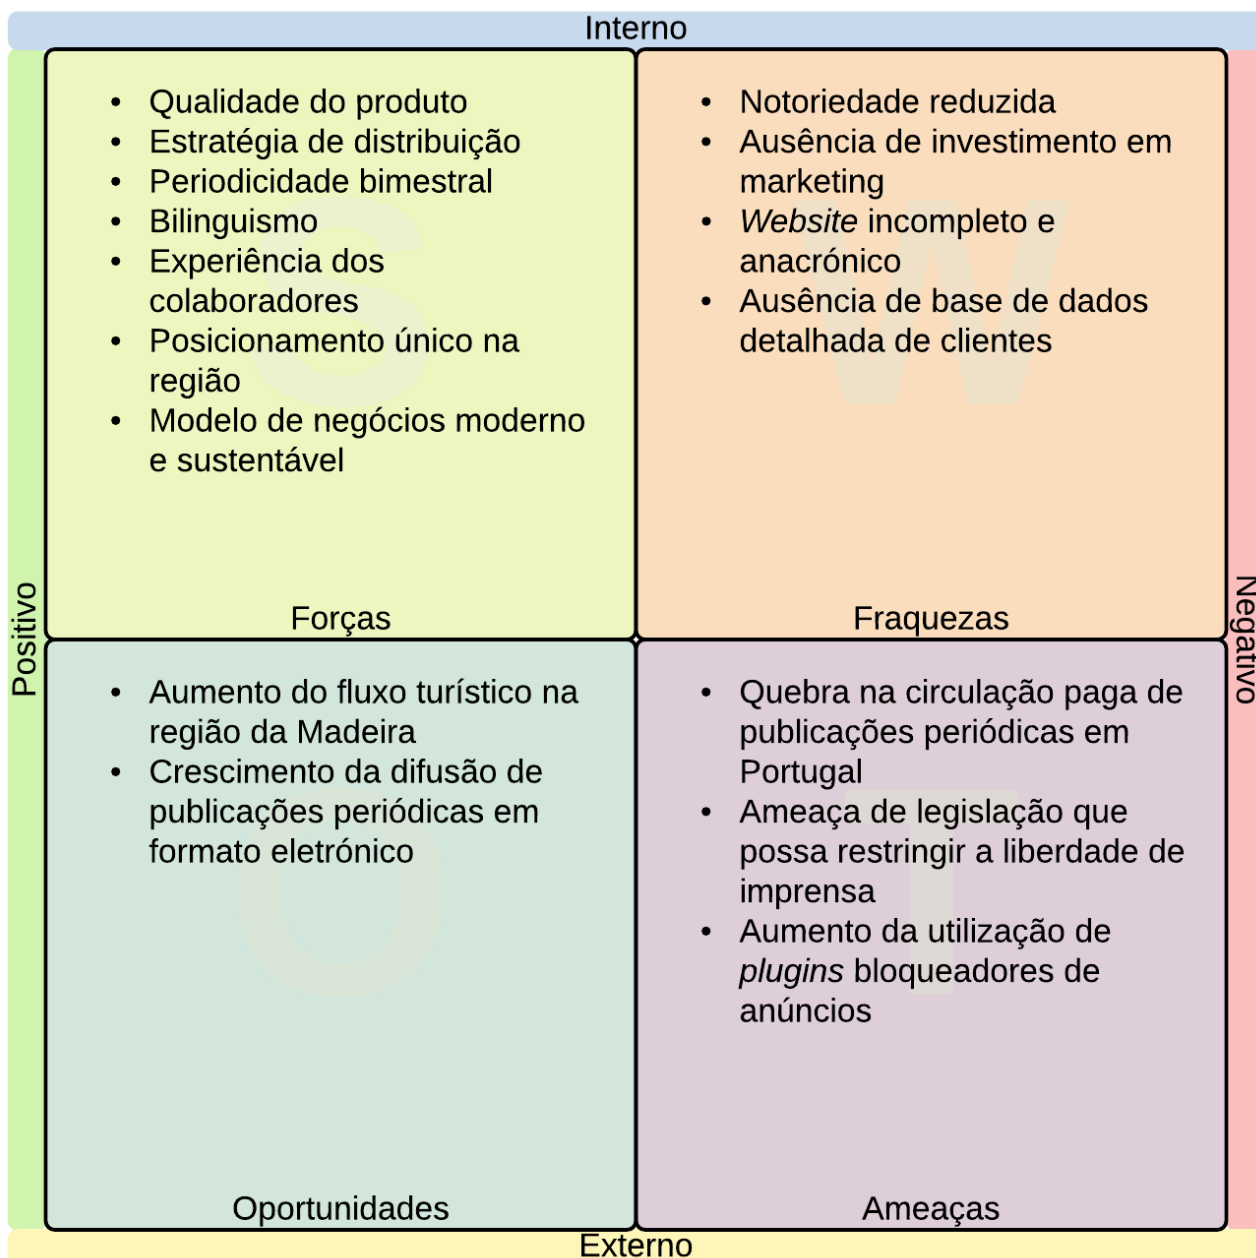 Interno
• Qualidade do produto
• Estratégia de distribuição
• Periodicidade bimestral
• Bilinguismo
• Experiência dos
colaboradores
• Posicionamento único na
região
• Modelo de negócios moderno
e sustentável
S
Forças
• Notoriedade reduzida
• Ausência de investimento em
marketing
• Website incompleto e
anacrónico
• Ausência de base de dados
detalhada de clientes
W
Fraquezas
Positivo
Negativo
• Aumento do fluxo turístico na
região da Madeira
• Crescimento da difusão de
publicações periódicas em
formato eletrónico
O
Oportunidades
• Quebra na circulação paga de
publicações periódicas em
Portugal
• Ameaça de legislação que
possa restringir a liberdade de
imprensa
• Aumento da utilização de
plugins bloqueadores de
anúncios
T
Ameaças
Externo